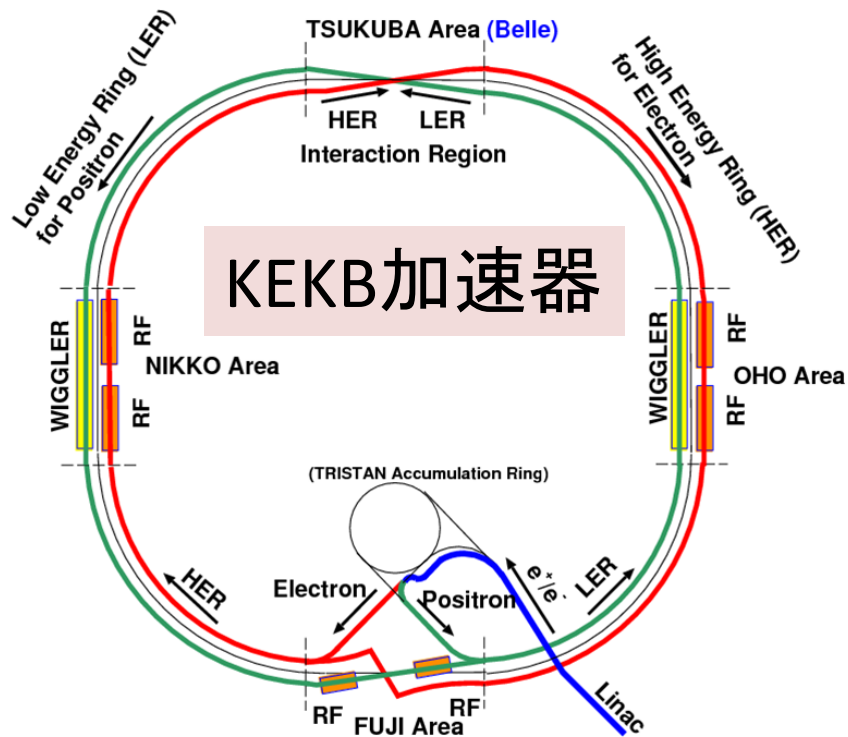 TSUKUBA Area (Belle)
Low Energy Ring (LER)
for Positron
High Energy Ring (HER)
for Electron
HER
LER
Interaction Region
KEKB加速器
WIGGLER
RF
RF
NIKKO Area
WIGGLER
RF
RF
OHO Area
(TRISTAN Accumulation Ring)
HER
Electron
Positron
e+/e-
LER
Linac
RF
RF
FUJI Area